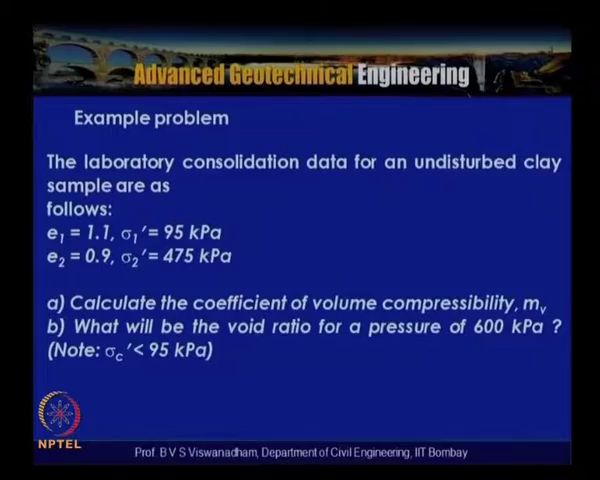 Advanced Geotechnical Engineering
Example problem
The laboratory consolidation data for an undisturbed clay
sample are as
follows:
e₁ = 1.1, σ₁′= 95 kPa
e₂ = 0.9, σ₂′= 475 kPa
a) Calculate the coefficient of volume compressibility, mᵥ
b) What will be the void ratio for a pressure of 600 kPa ?
(Note: σc′< 95 kPa)
NPTEL
Prof. B V S Viswanadham, Department of Civil Engineering, IIT Bombay